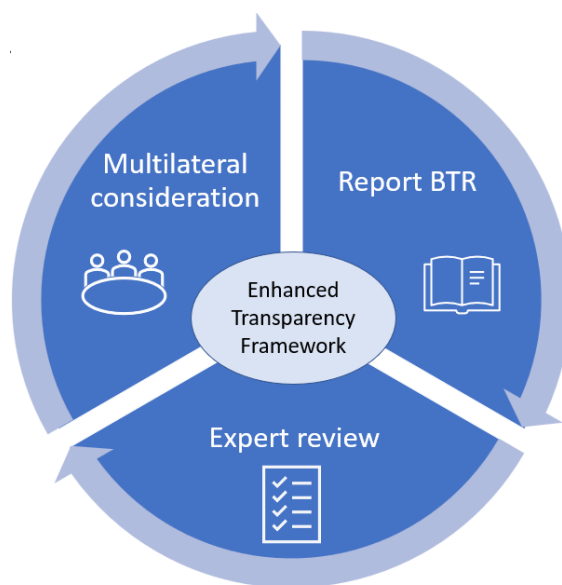 Multilateral
consideration
Report BTR
Enhanced
Transparency
Framework
Expert review